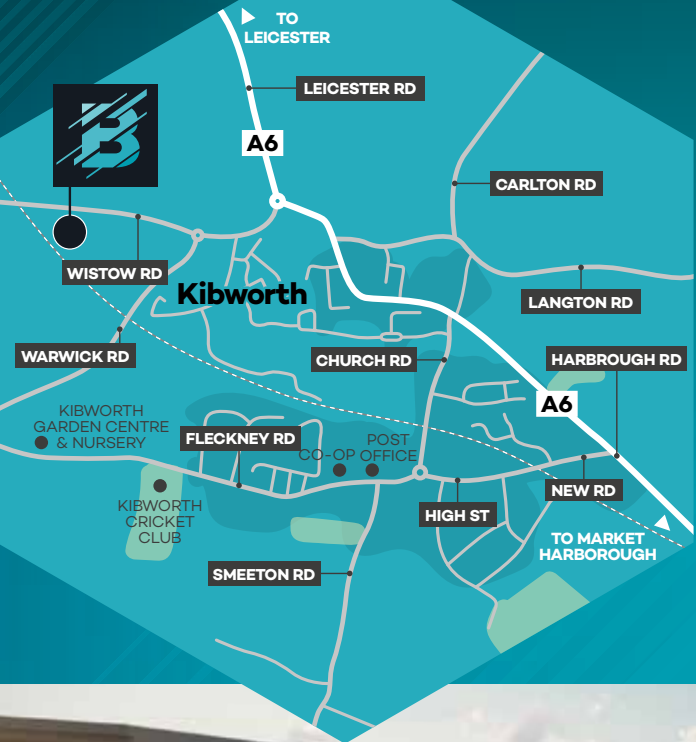 TO
LEICESTER
LEICESTER RD
B
A6
CARLTON RD
WISTOW RD
Kibworth
LANGTON RD
WARWICK RD
CHURCH RD
HARBROUGH RD
A6
KIBWORTH
GARDEN CENTRE
& NURSERY
FLECKNEY RD
CO-OP
POST
OFFICE
KIBWORTH
CRICKET
CLUB
HIGH ST
NEW RD
TO MARKET
HARBOROUGH
SMEETON RD